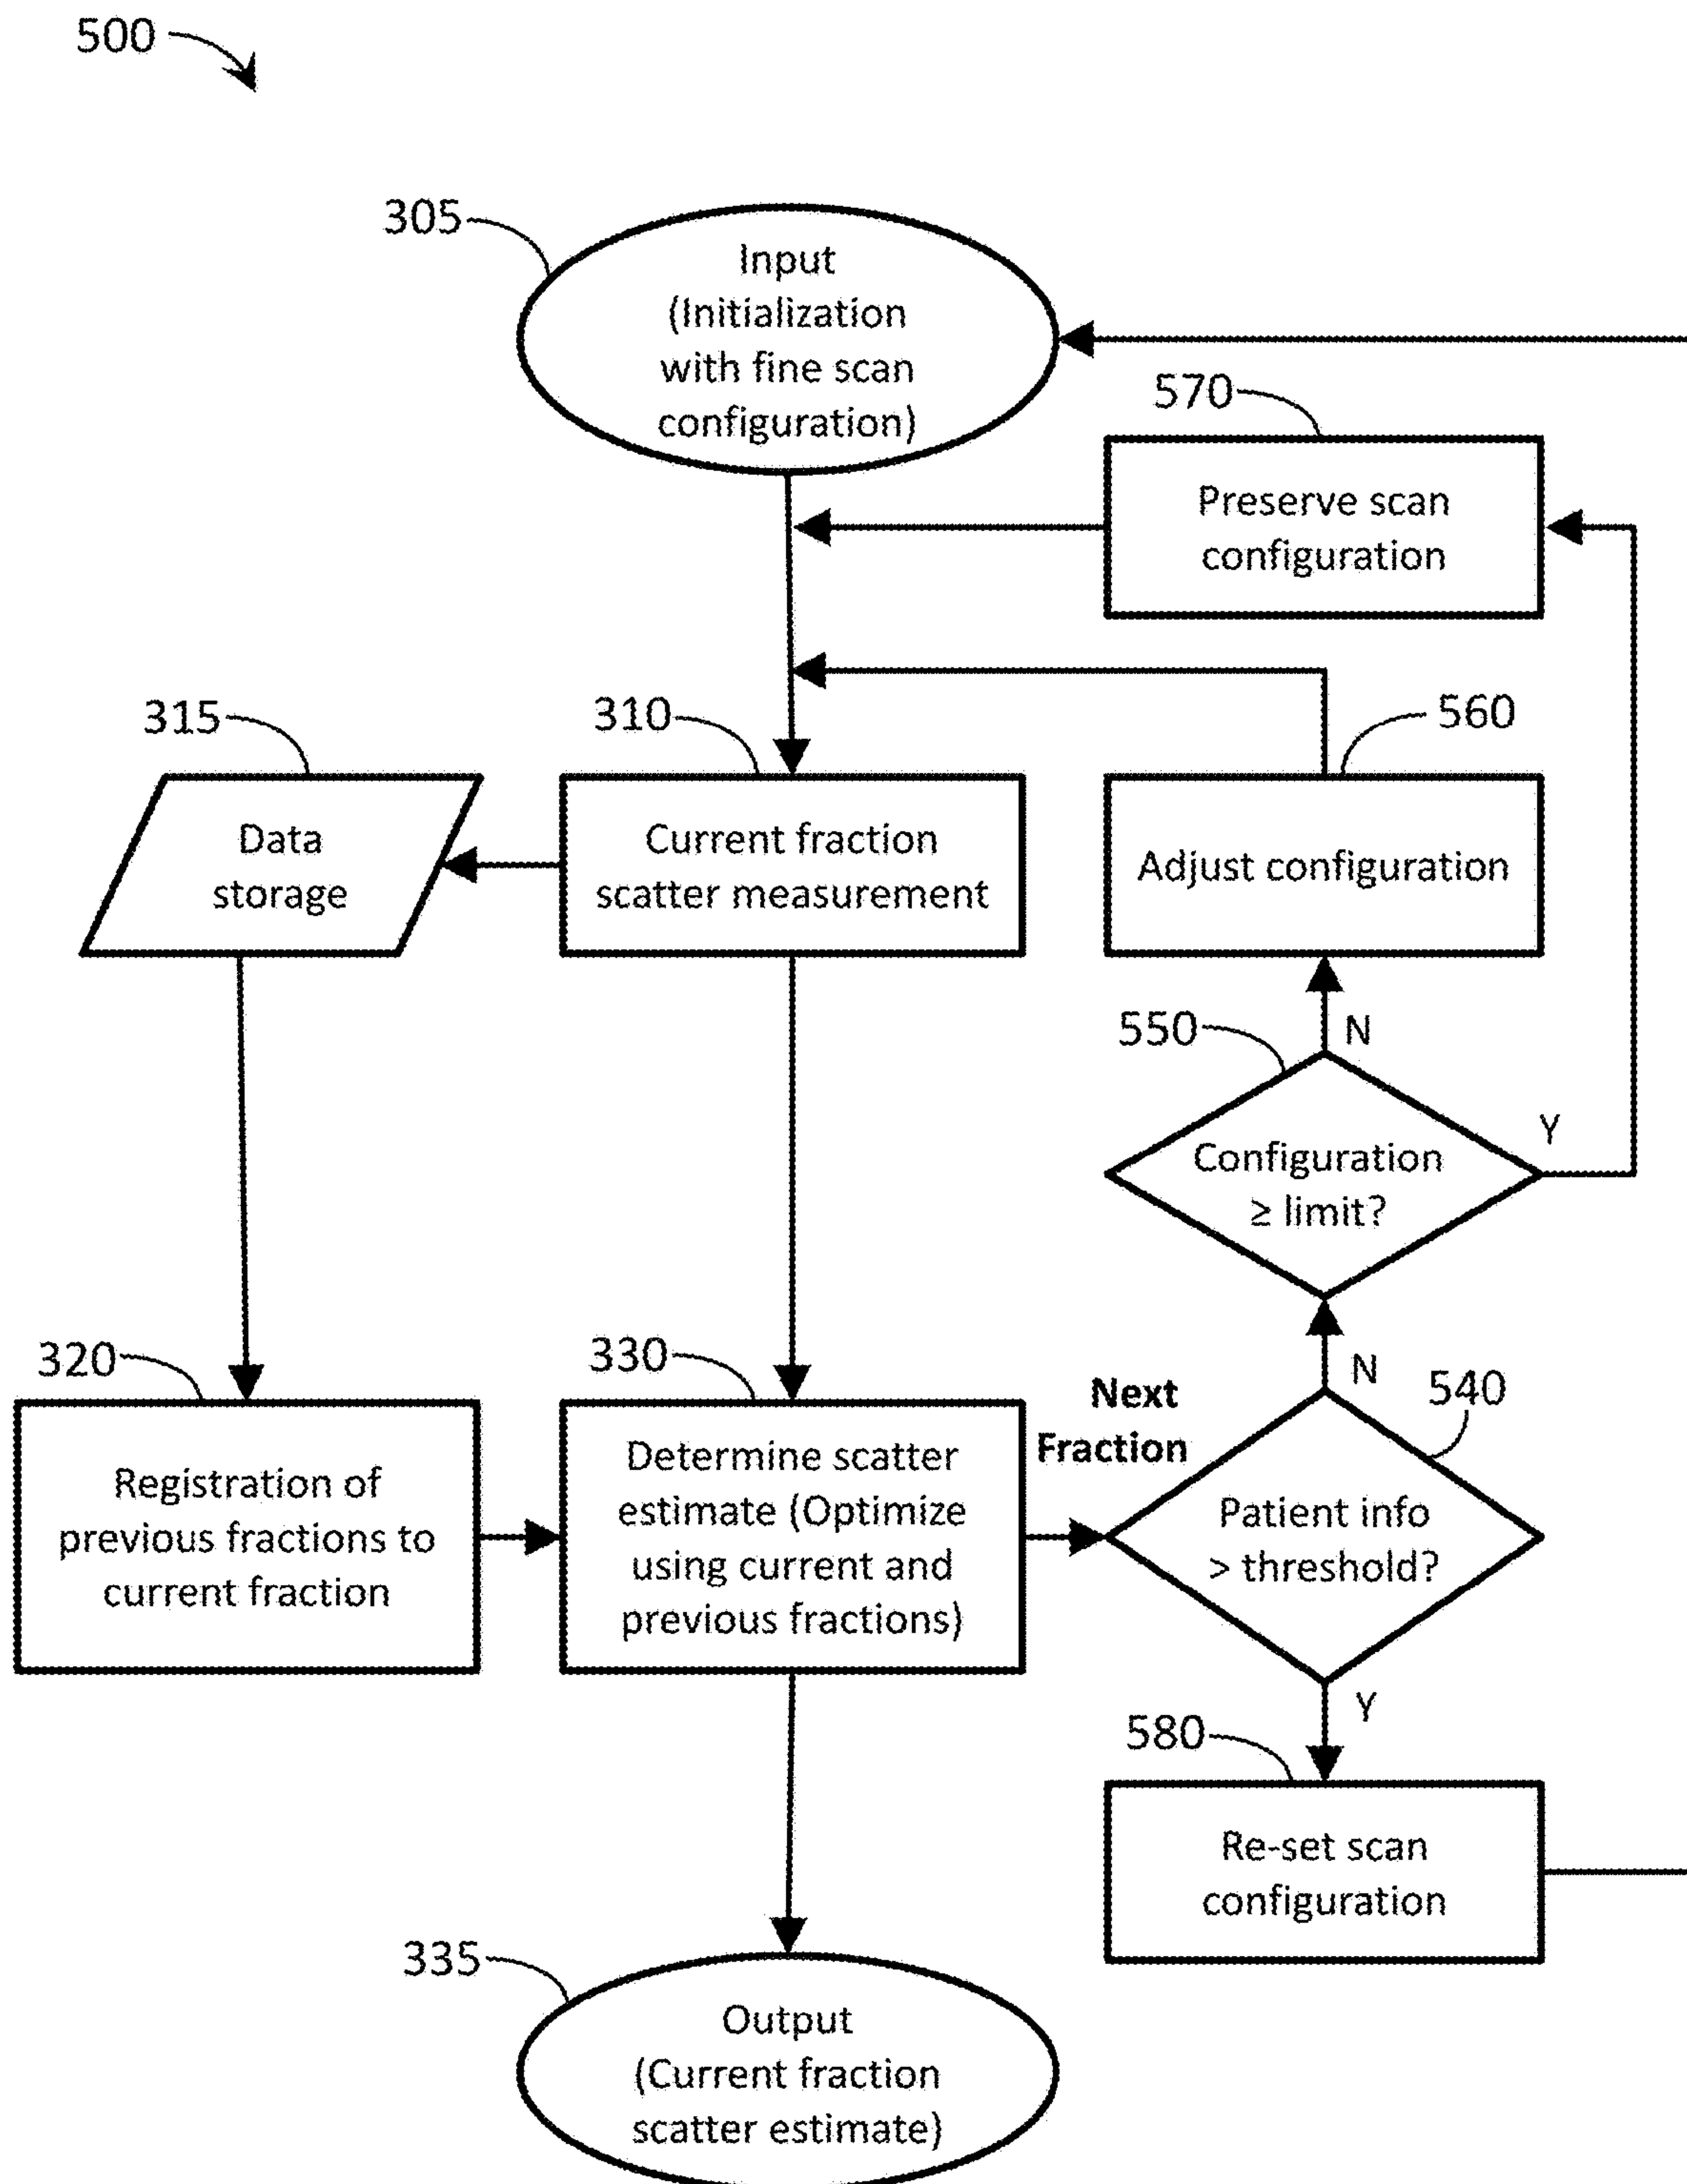 500
305
Input
(Initialization
with fine scan
configuration)
570
Preserve scan
configuration
315
310
560
Data
storage
Current fraction
scatter measurement
Adjust configuration
550
N
Y
Configuration
≥ limit?
320
330
Next
Fraction
N
540
Registration of
previous fractions to
current fraction
Determine scatter
estimate (Optimize
using current and
previous fractions)
Patient info
> threshold?
Y
580
Re-set scan
configuration
335
Output
(Current fraction
scatter estimate)